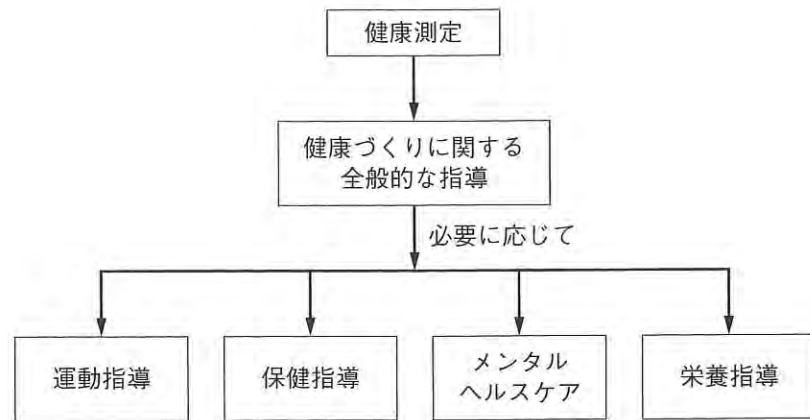 健康測定
健康づくりに関する
全般的な指導
必要に応じて
運動指導
保健指導
メンタル
ヘルスケア
栄養指導